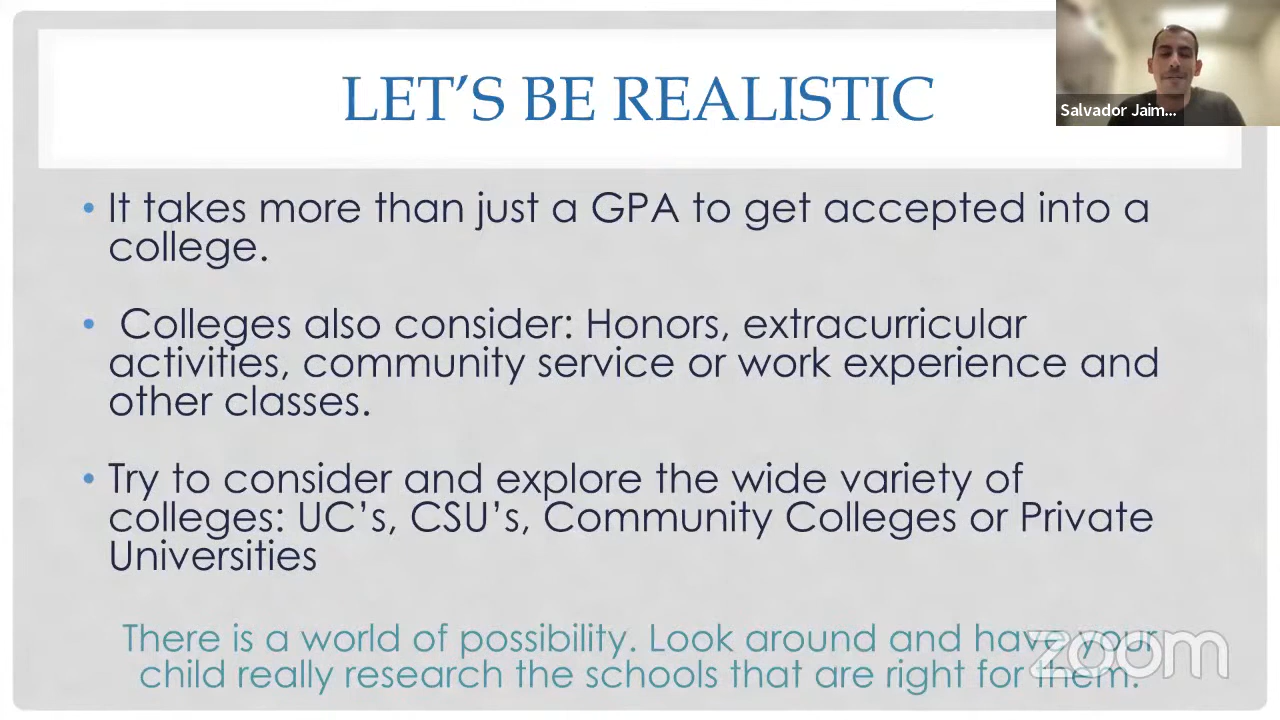 LET'S BE REALISTIC
Salvador Jaim...
• It takes more than just a GPA to get accepted into a
college.
• Colleges also consider: Honors, extracurricular
activities, community service or work experience and
other classes.
• Try to consider and explore the wide variety of
colleges: UC's, CSU's, Community Colleges or Private
Universities
There is a world of possibility. Look around and have your
child really research the schools that are right for them.
zoom